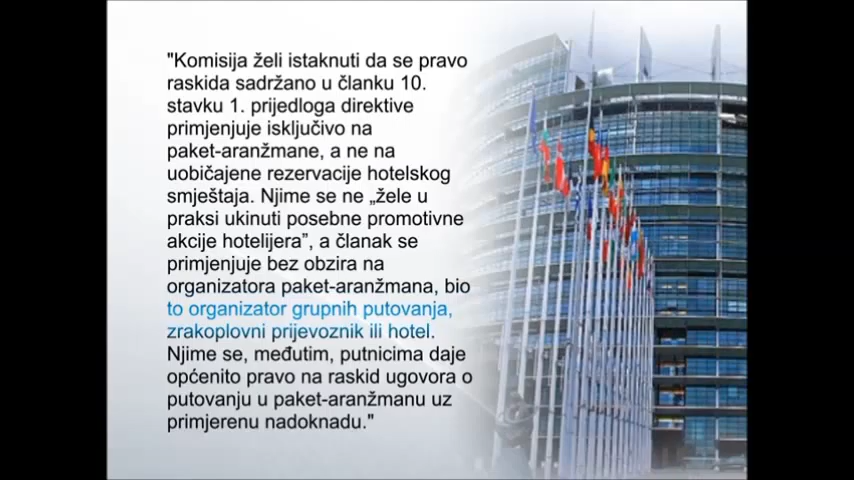 "Komisija želi istaknuti da se pravo
raskida sadržano u članku 10.
stavku 1. prijedloga direktive
primjenjuje isključivo na
paket-aranžmane, a ne na
uobičajene rezervacije hotelskog
smještaja. Njime se ne „žele u
praksi ukinuti posebne promotivne
akcije hotelijera”, a članak se
primjenjuje bez obzira na
organizatora paket-aranžmana, bio
to organizator grupnih putovanja,
zrakoplovni prijevoznik ili hotel.
Njime se, međutim, putnicima daje
općenito pravo na raskid ugovora o
putovanju u paket-aranžmanu uz
primjerenu nadoknadu."